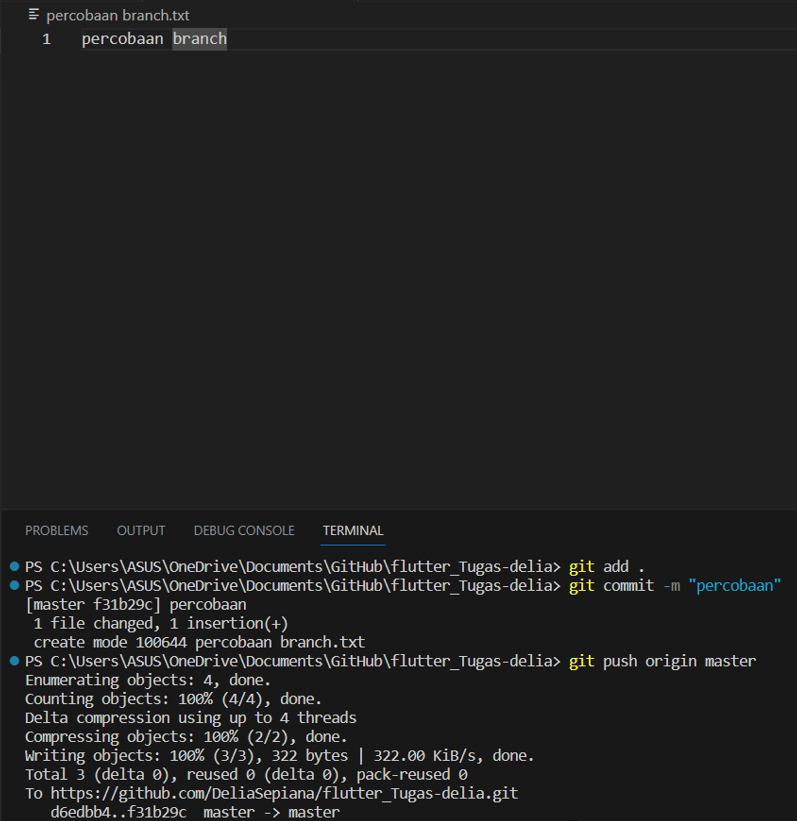 percobaan branch.txt
1 percobaan branch
PROBLEMS OUTPUT DEBUG CONSOLE TERMINAL
PS C:\Users\ASUS\OneDrive\Documents\GitHub\flutter_Tugas-delia> git add .
PS C:\Users\ASUS\OneDrive\Documents\GitHub\flutter_Tugas-delia> git commit -m "percobaan"
[master f31b29c] percobaan
1 file changed, 1 insertion(+)
create mode 100644 percobaan branch.txt
PS C:\Users\ASUS\OneDrive\Documents\GitHub\flutter_Tugas-delia> git push origin master
Enumerating objects: 4, done.
Counting objects: 100% (4/4), done.
Delta compression using up to 4 threads
Compressing objects: 100% (2/2), done.
Writing objects: 100% (3/3), 322 bytes | 322.00 KiB/s, done.
Total 3 (delta 0), reused 0 (delta 0), pack-reused 0
To https://github.com/DeliaSepiana/flutter_Tugas-delia.git
d6edbb4..f31b29c master -> master